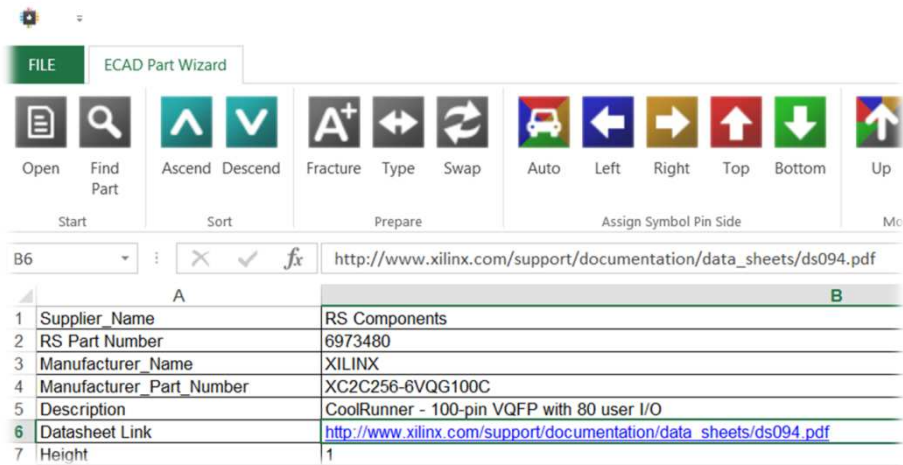 FILE ECAD Part Wizard
Open Find Part Ascend Descend Fracture Type Swap Auto Left Right Top Bottom Up
Start Sort Prepare Assign Symbol Pin Side
B6 fx http://www.xilinx.com/support/documentation/data_sheets/ds094.pdf
A B
1 Supplier_Name RS Components
2 RS Part Number 6973480
3 Manufacturer_Name XILINX
4 Manufacturer_Part_Number XC2C256-6VQG100C
5 Description CoolRunner - 100-pin VQFP with 80 user I/O
6 Datasheet Link http://www.xilinx.com/support/documentation/data_sheets/ds094.pdf
7 Height 1